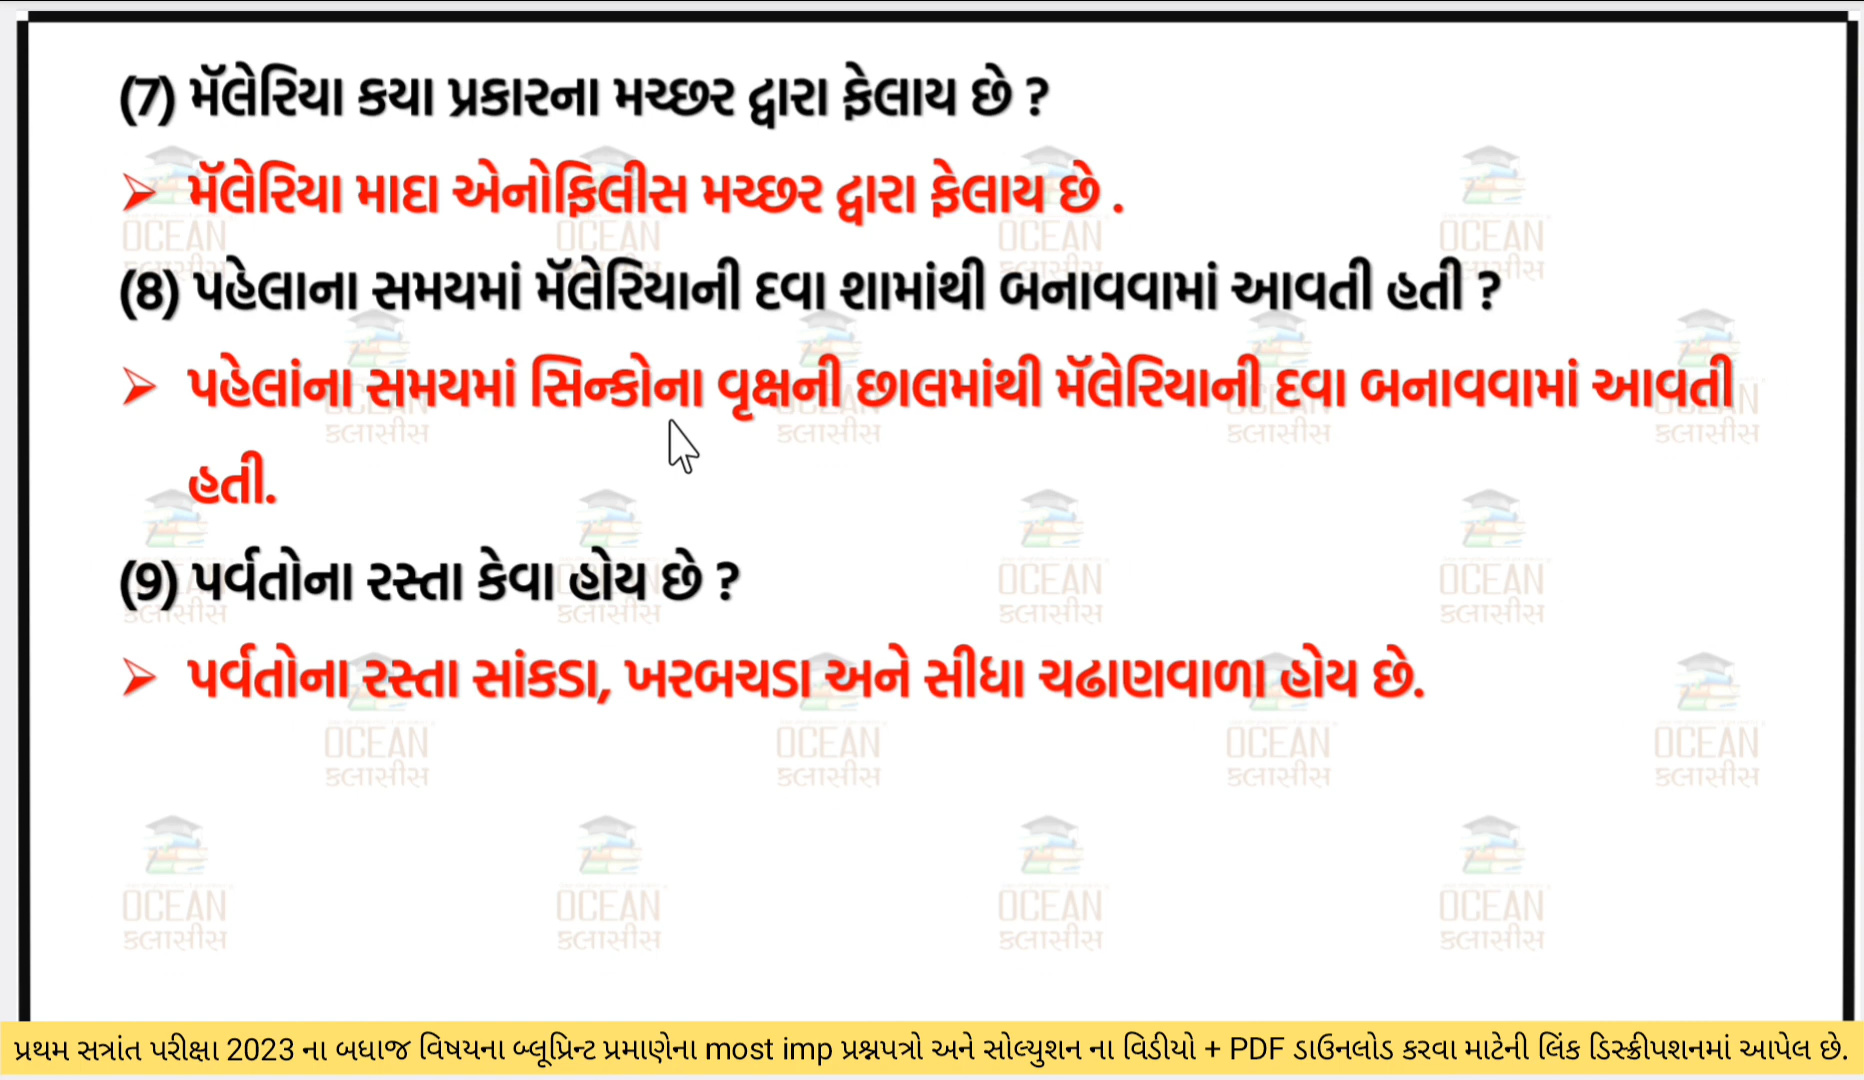 (7) મૅલેરિયા કયા પ્રકારના મચ્છર દ્વારા ફેલાય છે ?
➢ મૅલેરિયા માદા એનોફિલીસ મચ્છર દ્વારા ફેલાય છે .
(8) પહેલાના સમયમાં મૅલેરિયાની દવા શામાંથી બનાવવામાં આવતી હતી ?
➢ પહેલાંના સમયમાં સિન્કોના વૃક્ષની છાલમાંથી મૅલેરિયાની દવા બનાવવામાં આવતી
હતી.
(9) પર્વતોના રસ્તા કેવા હોય છે ?
➢ પર્વતોના રસ્તા સાંકડા, ખરબચડા અને સીધા ચઢાણવાળા હોય છે.
OCEAN
ક્લાસીસ
પ્રથમ સત્રાંત પરીક્ષા 2023 ના બધાજ વિષયના બ્લૂપ્રિન્ટ પ્રમાણેના most imp પ્રશ્નપત્રો અને સોલ્યુશન ના વિડીયો + PDF ડાઉનલોડ કરવા માટેની લિંક ડિસ્ક્રીપશનમાં આપેલ છે.